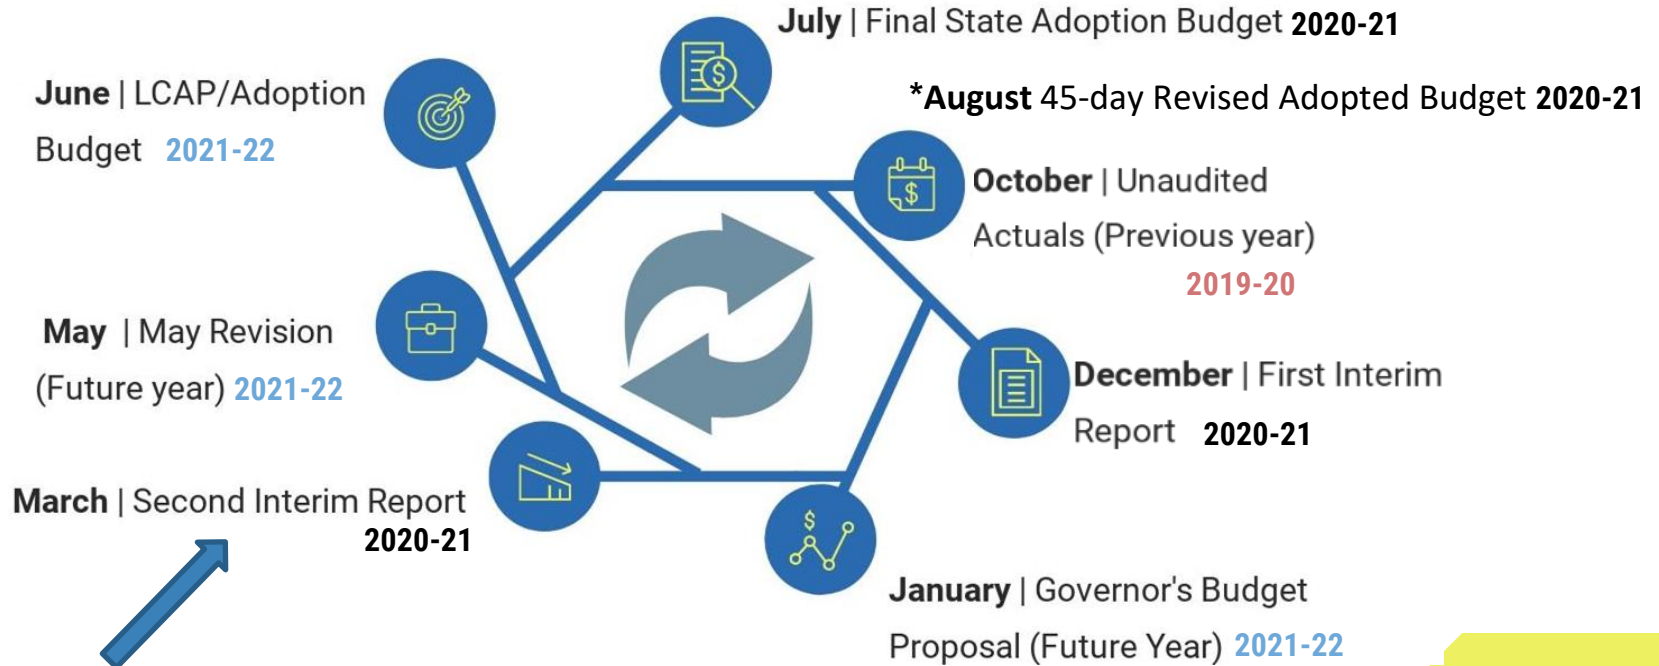 July | Final State Adoption Budget 2020-21
*August 45-day Revised Adopted Budget 2020-21
October | Unaudited
Actuals (Previous year)
2019-20
December | First Interim
Report 2020-21
January | Governor's Budget
Proposal (Future Year) 2021-22
March | Second Interim Report
2020-21
May | May Revision
(Future year) 2021-22
June | LCAP/Adoption
Budget 2021-22
$
$
$